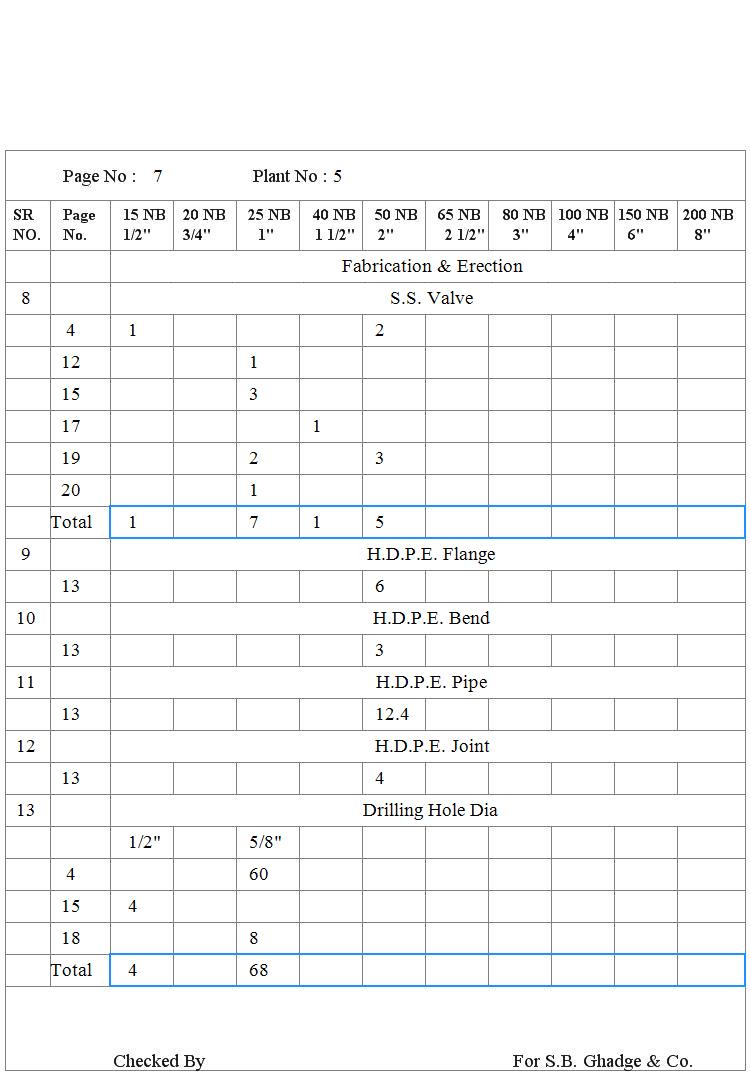 Page No : 7 Plant No : 5
SR Page 15 NB 20 NB 25 NB 40 NB 50 NB 65 NB 80 NB 100 NB 150 NB 200 NB
NO. No. 1/2" 3/4" 1" 1 1/2" 2" 2 1/2" 3" 4" 6" 8"
Fabrication & Erection
8 S.S. Valve
4 1 2
12 1
15 3
17 1
19 2 3
20 1
Total 1 7 1 5
9 H.D.P.E. Flange
13 6
10 H.D.P.E. Bend
13 3
11 H.D.P.E. Pipe
13 12.4
12 H.D.P.E. Joint
13 4
13 Drilling Hole Dia
1/2" 5/8"
4 60
15 4
18 8
Total 4 68
Checked By For S.B. Ghadge & Co.